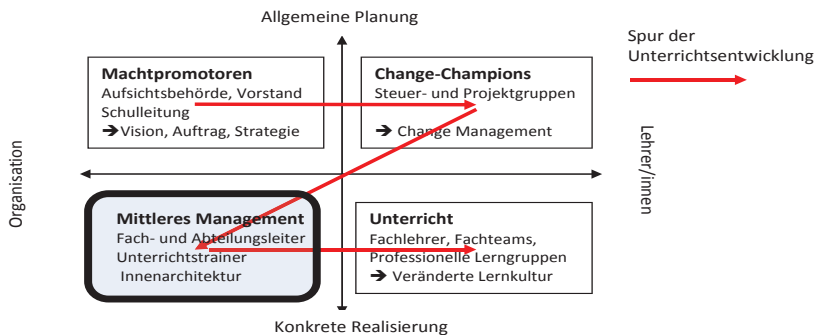 Allgemeine Planung
Spur der
Unterrichtsentwicklung
Machtpromotoren
Aufsichtsbehörde, Vorstand
Schulleitung
➔ Vision, Auftrag, Strategie
Change-Champions
Steuer- und Projektgruppen
➔ Change Management
Organisation
Lehrer/innen
Mittleres Management
Fach- und Abteilungsleiter
Unterrichtstrainer
Innenarchitektur
Unterricht
Fachlehrer, Fachteams,
Professionelle Lerngruppen
➔ Veränderte Lernkultur
Konkrete Realisierung